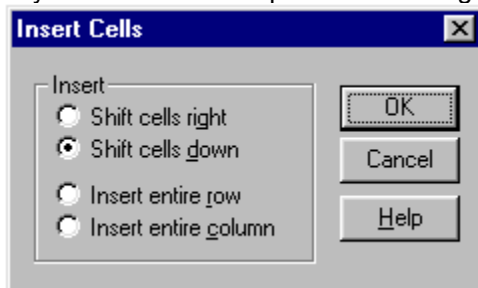 Insert Cells
Insert
Shift cells right
Shift cells down
Insert entire row
Insert entire column
OK
Cancel
Help